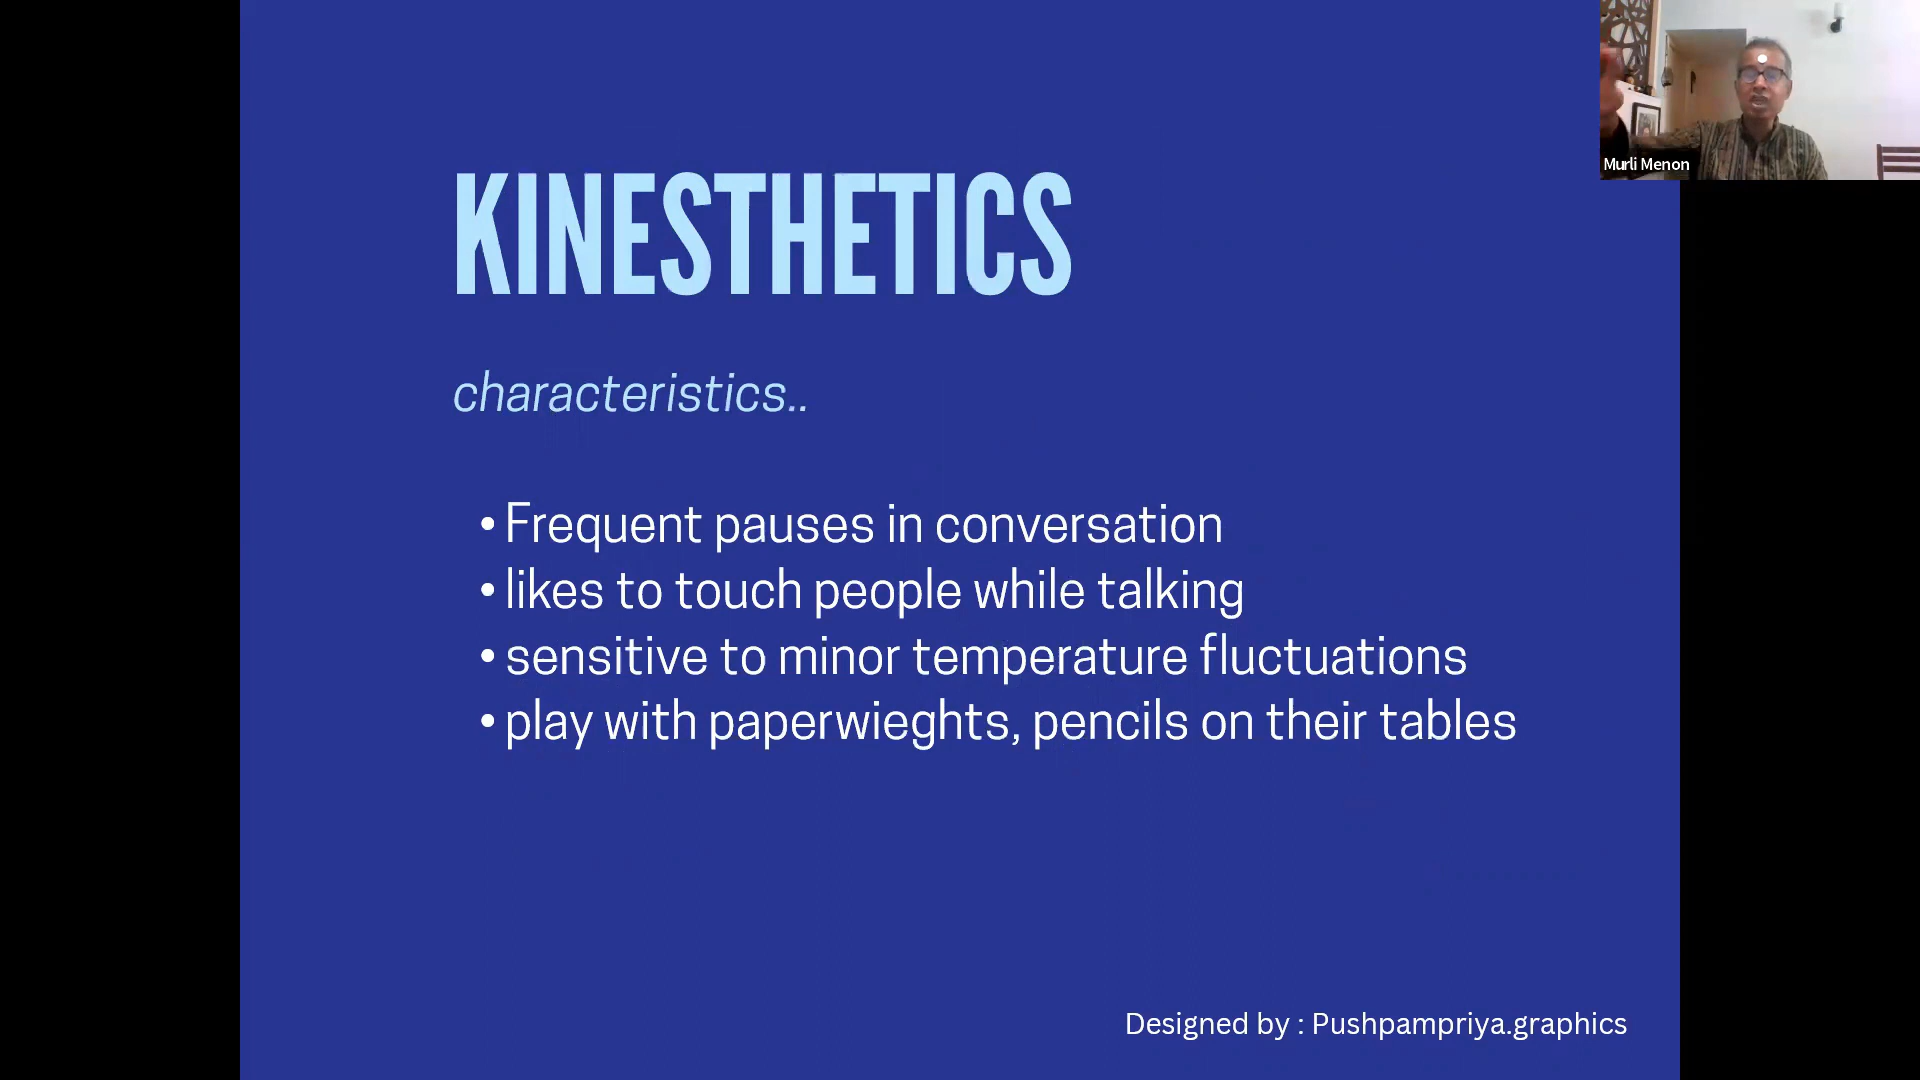 Murli Menon
KINESTHETICS
characteristics..
• Frequent pauses in conversation
• likes to touch people while talking
• sensitive to minor temperature fluctuations
• play with paperwieghts, pencils on their tables
Designed by : Pushpampriya.graphics